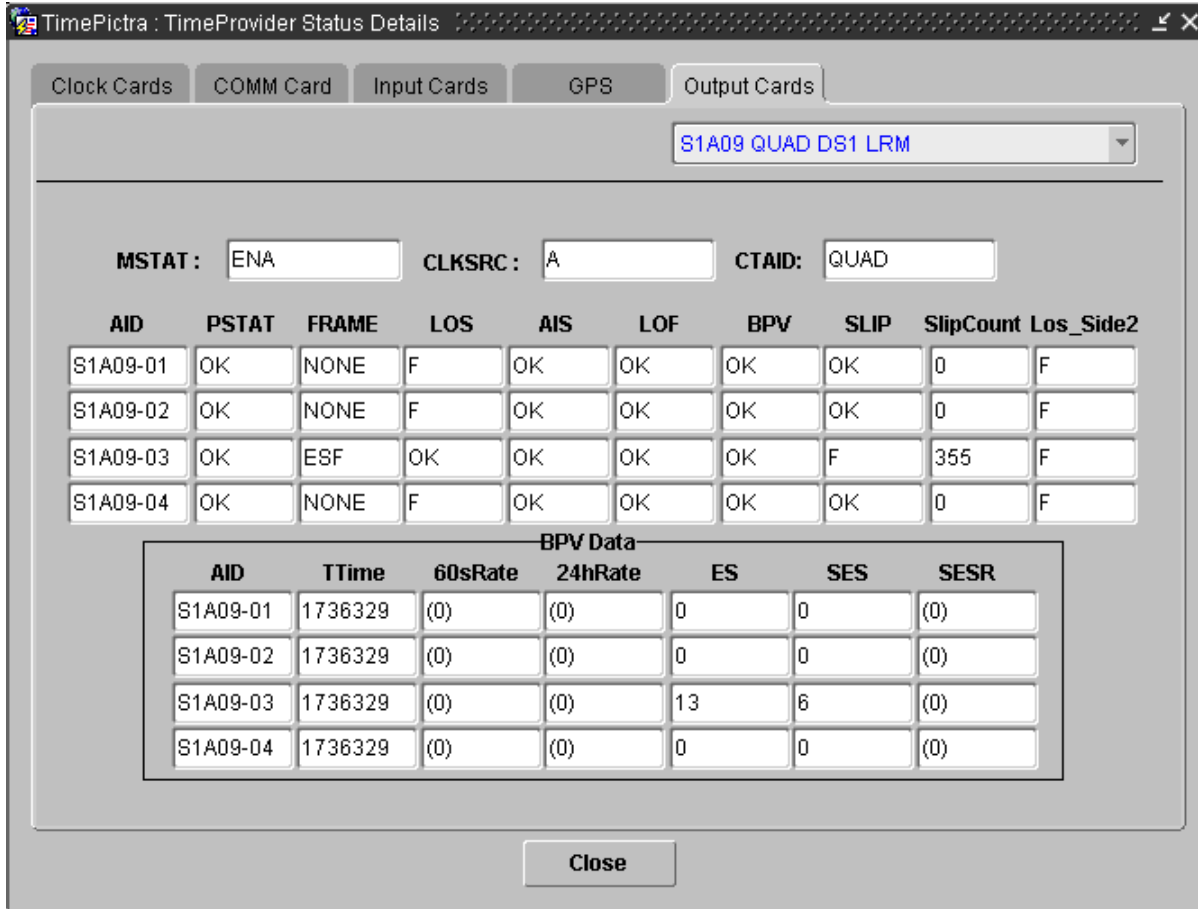 TimePictra : TimeProvider Status Details
Clock Cards COMM Card Input Cards GPS Output Cards
S1A09 QUAD DS1 LRM
MSTAT : ENA CLKSRC : A CTAID: QUAD
AID PSTAT FRAME LOS AIS LOF BPV SLIP SlipCount Los_Side2
S1A09-01 OK NONE F OK OK OK OK 0 F
S1A09-02 OK NONE F OK OK OK OK 0 F
S1A09-03 OK ESF OK OK OK OK F 355 F
S1A09-04 OK NONE F OK OK OK OK 0 F
BPV Data
AID TTime 60sRate 24hRate ES SES SESR
S1A09-01 1736329 (0) (0) 0 0 (0)
S1A09-02 1736329 (0) (0) 0 0 (0)
S1A09-03 1736329 (0) (0) 13 6 (0)
S1A09-04 1736329 (0) (0) 0 0 (0)
Close